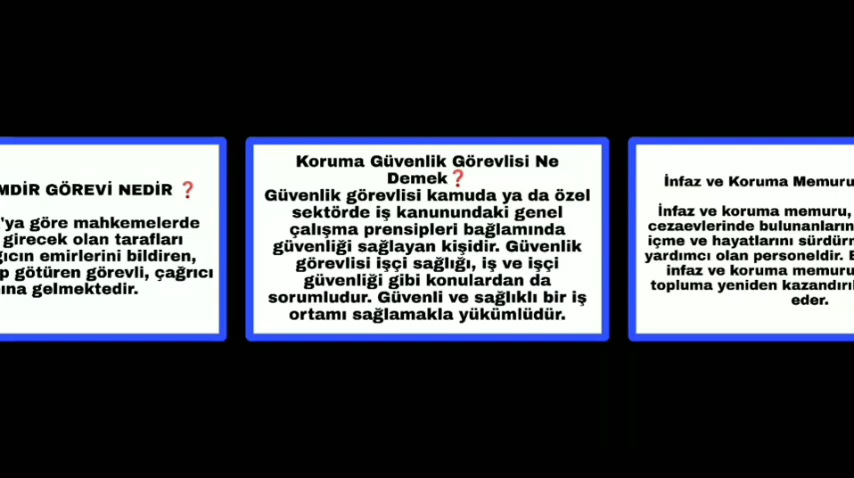 MDİR GÖREVİ NEDİR ❓
'ya göre mahkemelerde
girecek olan tarafları
ın emirlerini bildiren,
p götüren görevli, çağrıcı
ına gelmektedir.
Koruma Güvenlik Görevlisi Ne
Demek❓
Güvenlik görevlisi kamuda ya da özel
sektörde iş kanunundaki genel
çalışma prensipleri bağlamında
güvenliği sağlayan kişidir. Güvenlik
görevlisi işçi sağlığı, iş ve işçi
güvenliği gibi konulardan da
sorumludur. Güvenli ve sağlıklı bir iş
ortamı sağlamakla yükümlüdür.
İnfaz ve Koruma Memuru
İnfaz ve koruma memuru,
cezaevlerinde bulunanların
içme ve hayatlarını sürdürm
yardımcı olan personeldir.
infaz ve koruma memuru
topluma yeniden kazandırıl
eder.